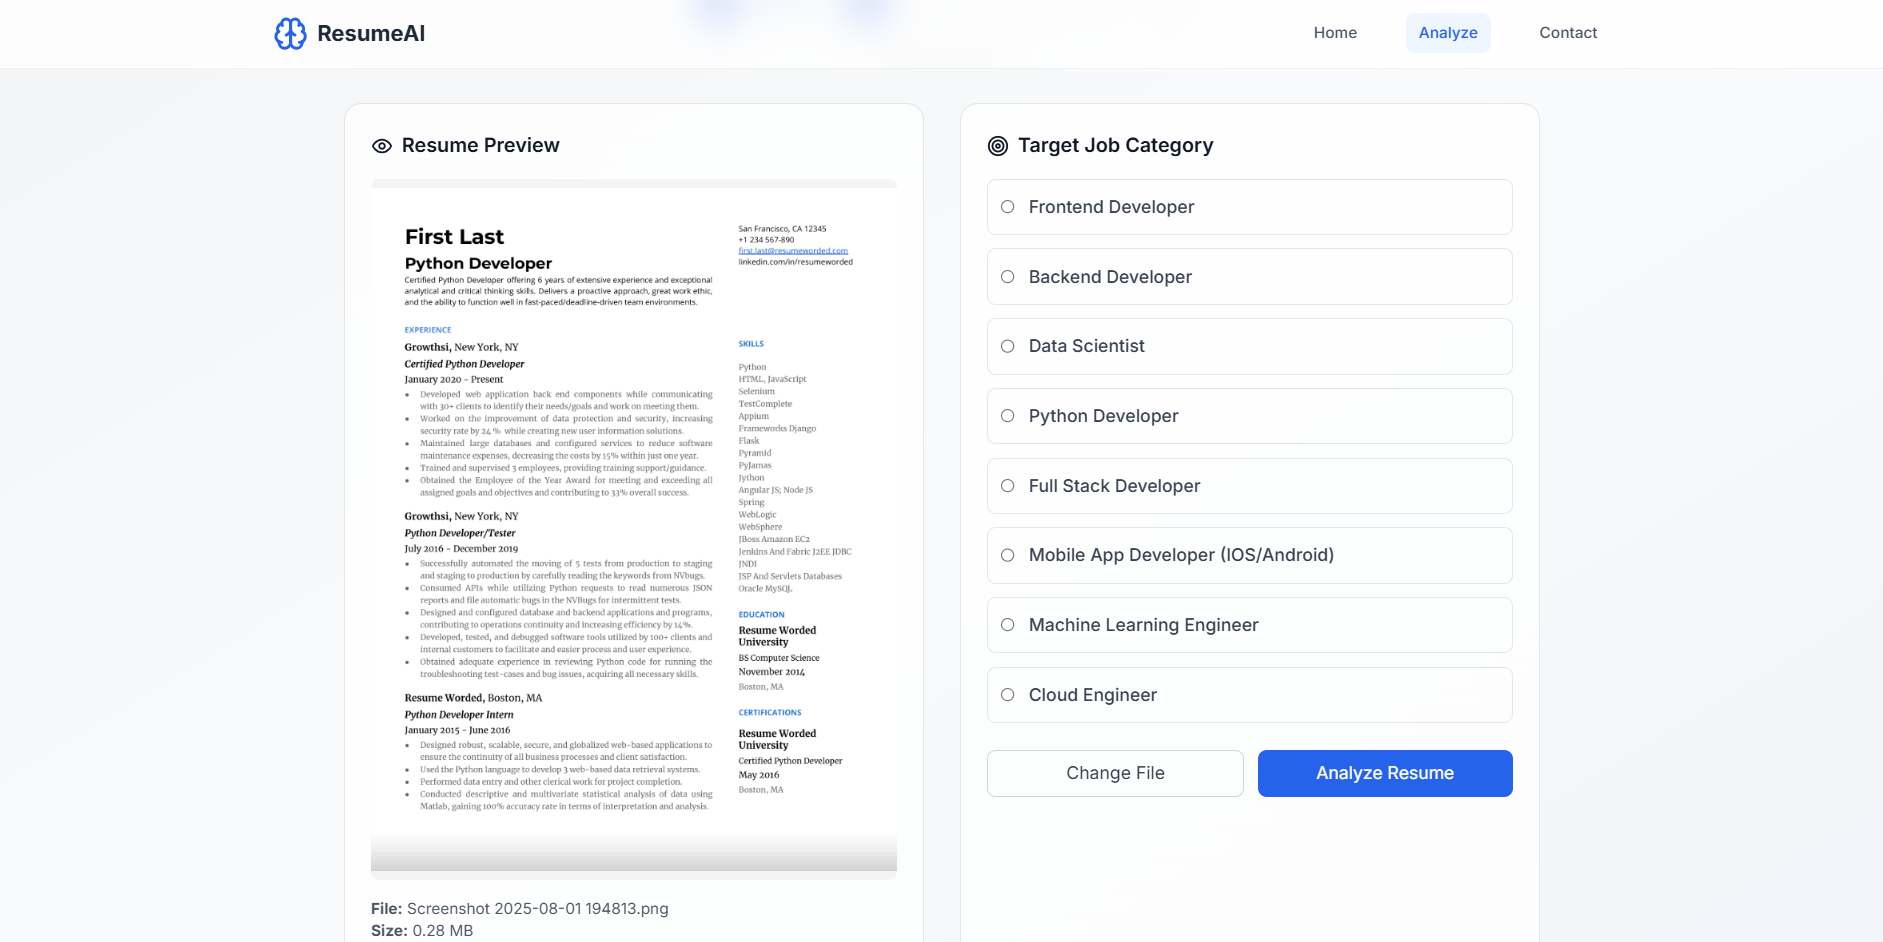 ResumeAI
Home
Analyze
Contact
Resume Preview
First Last
Python Developer
Certified Python Developer offering 6 years of extensive experience and exceptional
analytical and critical thinking skills. Delivers a proactive approach, great work ethic,
and the ability to function well in fast-paced/deadline-driven team environments.
San Francisco, CA 12345
+1 234 567-890
first.last@resumeworded.com
linkedin.com/in/resumeworded
EXPERIENCE
Growthsi, New York, NY
Certified Python Developer
January 2020 - Present
• Developed web application back end components while communicating
with 30+ clients to identify their needs/goals and work on meeting them.
• Worked on the improvement of data protection and security, increasing
security rate by 24 % while creating new user information solutions.
• Maintained large databases and configured services to reduce software
maintenance expenses, decreasing the costs by 15% within just one year.
• Trained and supervised 3 employees, providing training support/guidance.
• Obtained the Employee of the Year Award for meeting and exceeding all
assigned goals and objectives and contributing to 33% overall success.
Growthsi, New York, NY
Python Developer/Tester
July 2016 - December 2019
• Successfully automated the moving of 5 tests from production to staging
and staging to production by carefully reading the keywords from NVbugs.
• Consumed APIs while utilizing Python requests to read numerous JSON
reports and file automatic bugs in the NVBugs for intermittent tests.
• Designed and configured database and backend applications and programs,
contributing to operations continuity and increasing efficiency by 14%.
• Developed, tested, and debugged software tools utilized by 100+ clients and
internal customers to facilitate and easier process and user experience.
• Obtained adequate experience in reviewing Python code for running the
troubleshooting test-cases and bug issues, acquiring all necessary skills.
Resume Worded, Boston, MA
Python Developer Intern
January 2015 - June 2016
• Designed robust, scalable, secure, and globalized web-based applications to
ensure the continuity of all business processes and client satisfaction.
• Used the Python language to develop 3 web-based data retrieval systems.
• Performed data entry and other clerical work for project completion.
• Conducted descriptive and multivariate statistical analysis of data using
Matlab, gaining 100% accuracy rate in terms of interpretation and analysis.
SKILLS
Python
HTML, JavaScript
Selenium
TestComplete
Appium
Frameworks Django
Flask
Pyramid
PyJamas
Jython
Angular JS; Node JS
Spring
WebLogic
WebSphere
JBoss Amazon EC2
Jenkins And Fabric J2EE JDBC
JNDI
JSP And Servlets Databases
Oracle MySQL
EDUCATION
Resume Worded
University
BS Computer Science
November 2014
Boston, MA
CERTIFICATIONS
Resume Worded
University
Certified Python Developer
May 2016
Boston, MA
File: Screenshot 2025-08-01 194813.png
Size: 0.28 MB
Target Job Category
Frontend Developer
Backend Developer
Data Scientist
Python Developer
Full Stack Developer
Mobile App Developer (IOS/Android)
Machine Learning Engineer
Cloud Engineer
Change File
Analyze Resume